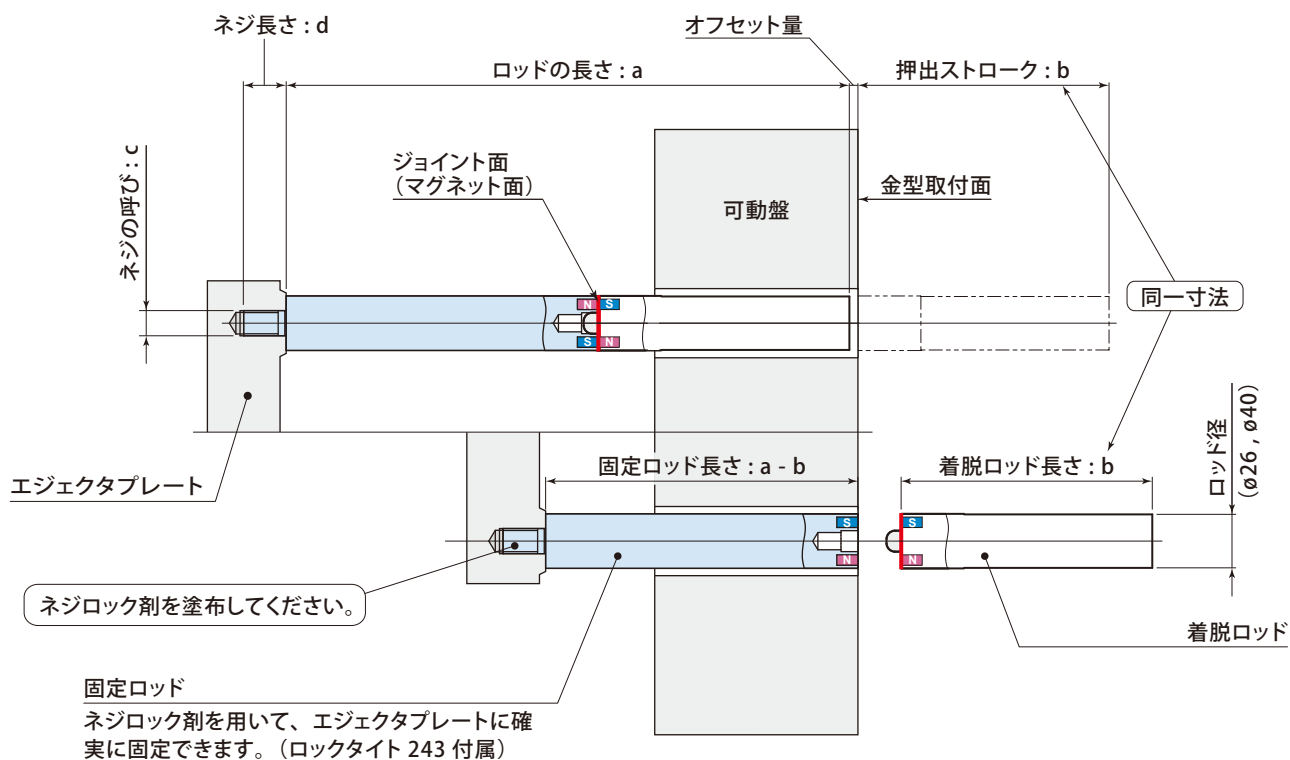 ネジ長さ : d
オフセット量
ロッドの長さ : a
押出ストローク : b
ネジの呼び : c
ジョイント面
（マグネット面）
可動盤
金型取付面
同一寸法
N S
S N
エジェクタプレート
固定ロッド長さ : a - b
着脱ロッド長さ : b
ロッド径
（ø26 , ø40）
S S
N N
ネジロック剤を塗布してください。
着脱ロッド
固定ロッド
ネジロック剤を用いて、エジェクタプレートに確
実に固定できます。（ロックタイト 243 付属）